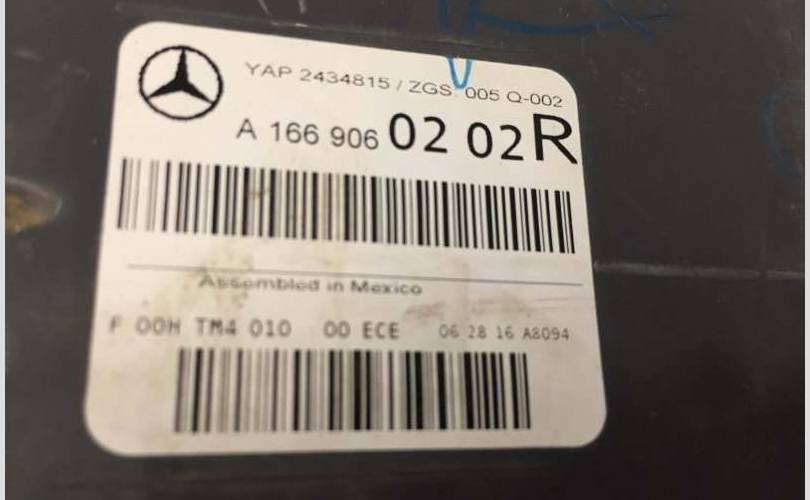 YAP 2434815 / ZGS 005 Q-002
A 166 906 02 02 R
Assembled in Mexico
F 00H TM4 010 00 ECE 06 28 16 A8094